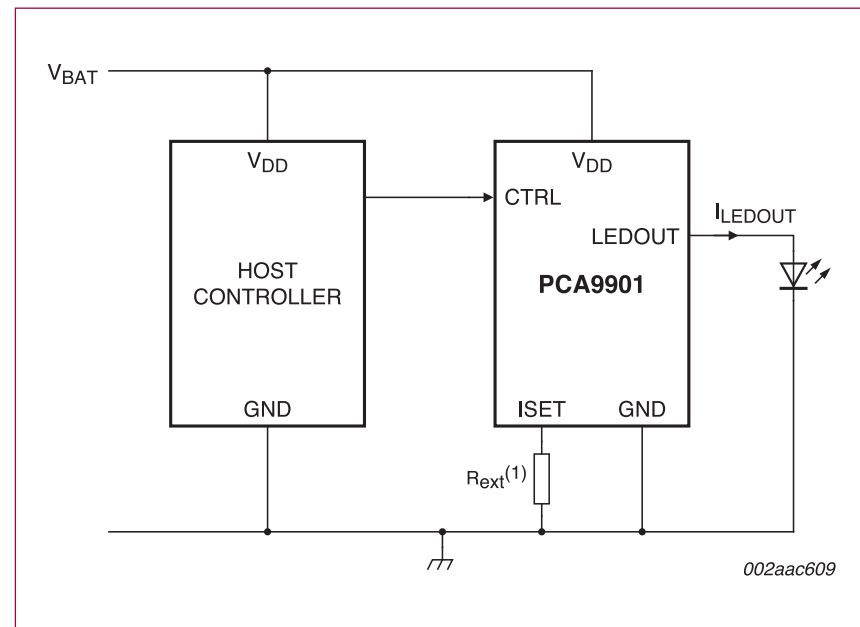 VBAT
VDD
VDD
CTRL
ILEDOUT
LEDOUT
HOST
CONTROLLER
PCA9901
GND
ISET
GND
Rext(1)
002aac609